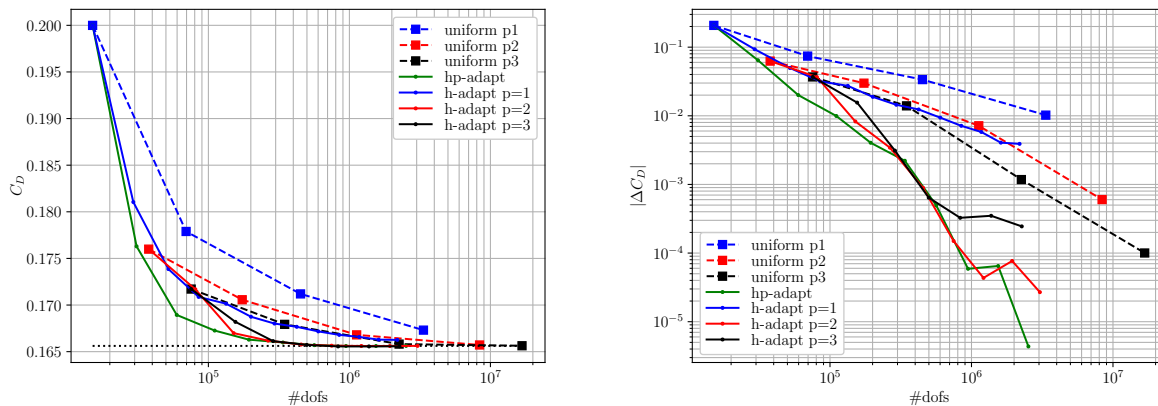 0.200
0.195
0.190
0.185
0.180
0.175
0.170
0.165
C_D
10^5
10^6
10^7
#dofs
uniform p1
uniform p2
uniform p3
hp-adapt
h-adapt p=1
h-adapt p=2
h-adapt p=3
10^{-1}
10^{-2}
10^{-3}
10^{-4}
10^{-5}
|ΔC_D|
10^5
10^6
10^7
#dofs
uniform p1
uniform p2
uniform p3
hp-adapt
h-adapt p=1
h-adapt p=2
h-adapt p=3